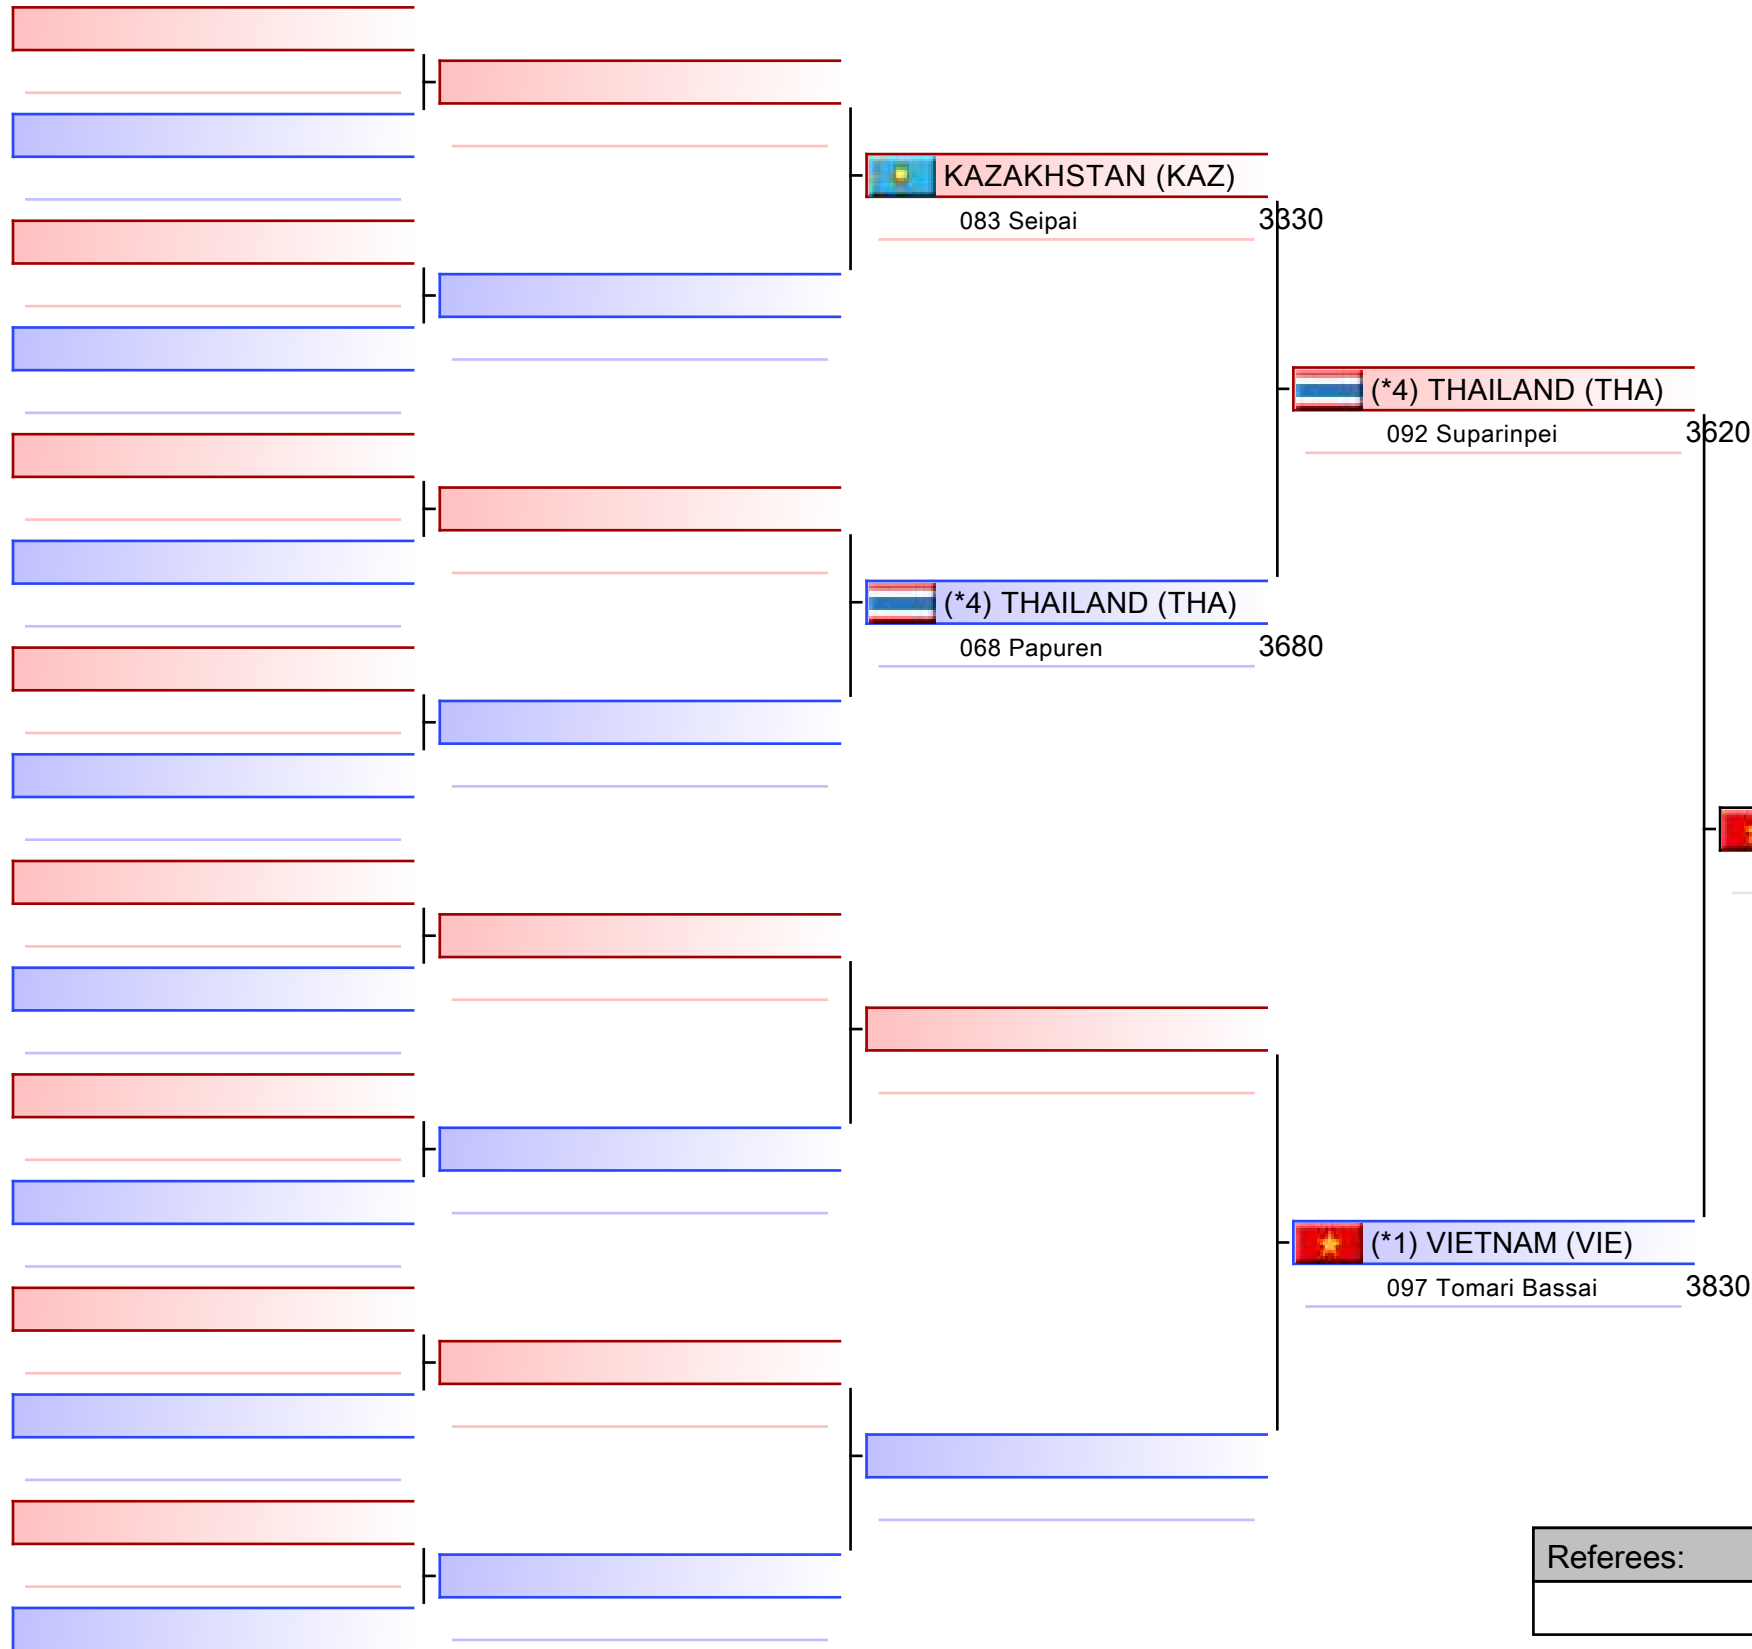 KAZAKHSTAN (KAZ)
083 Seipai 3330
(*4) THAILAND (THA)
092 Suparinpei 3620
(*4) THAILAND (THA)
068 Papuren 3680
(*1) VIETNAM (VIE)
097 Tomari Bassai 3830
Referees: